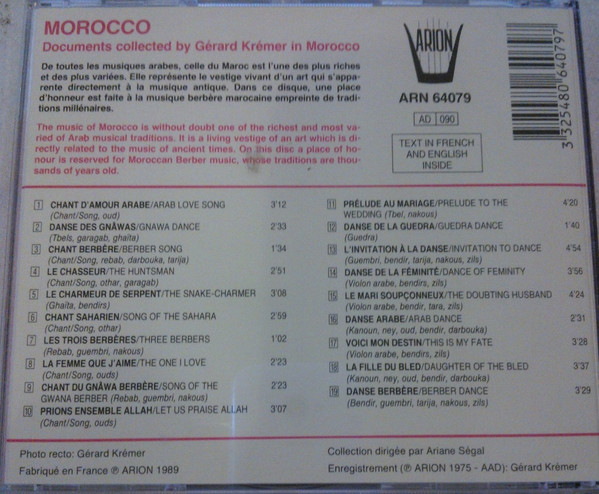 MOROCCO
Documents collected by Gérard Krémer in Morocco
De toutes les musiques arabes, celle du Maroc est l'une des plus riches
et des plus variées. Elle représente le vestige vivant d'un art qui s'appa-
rente directement à la musique antique. Dans ce disque, une place
d'honneur est faite à la musique berbère marocaine empreinte de tradi-
tions millénaires.
The music of Morocco is without doubt one of the richest and most va-
ried of Arab musical traditions. It is a living vestige of an art which is di-
rectly related to the music of ancient times. On this disc a place of ho-
nour is reserved for Moroccan Berber music, whose traditions are thou-
sands of years old.
ARION
ARN 64079
AD 090
TEXT IN FRENCH
AND ENGLISH
INSIDE
3 325480 640797
1 CHANT D'AMOUR ARABE/ARAB LOVE SONG 3'12
(Chant/Song, oud)
2 DANSE DES GNÂWAS/GNAWA DANCE 2'33
(Tbels, garagab, ghaïta)
3 CHANT BERBÈRE/BERBER SONG 1'34
(Chant/Song, rebab, darbouka, tarija)
4 LE CHASSEUR/THE HUNTSMAN 2'51
(Chant/Song, othar, garagab)
5 LE CHARMEUR DE SERPENT/THE SNAKE-CHARMER 3'08
(Ghaïta, bendirs)
6 CHANT SAHARIEN/SONG OF THE SAHARA 2'59
(Chant/Song, othar)
7 LES TROIS BERBÈRES/THREE BERBERS 1'02
(Rebab, guembri, nakous)
8 LA FEMME QUE J'AIME/THE ONE I LOVE 2'23
(Chant/Song, ouds)
9 CHANT DU GNÂWA BERBÈRE/SONG OF THE 2'23
GWANA BERBER (Rebab, guembri, nakous)
10 PRIONS ENSEMBLE ALLAH/LET US PRAISE ALLAH 3'07
(Chant/Song, ouds)
11 PRÉLUDE AU MARIAGE/PRELUDE TO THE 4'20
WEDDING (Tbel, nakous)
12 DANSE DE LA GUEDRA/GUEDRA DANCE 1'40
(Guedra)
13 L'INVITATION À LA DANSE/INVITATION TO DANCE 4'54
(Guembri, bendir, tarija, nakous, zils)
14 DANSE DE LA FÉMINITÉ/DANCE OF FEMINITY 3'56
(Violon arabe, bendirs, zils)
15 LE MARI SOUPÇONNEUX/THE DOUBTING HUSBAND 4'24
(Violon arabe, bendir, tara, zils)
16 DANSE ARABE/ARAB DANCE 2'31
(Kanoun, ney, oud, bendir, darbouka)
17 VOICI MON DESTIN/THIS IS MY FATE 3'28
(Violon arabe, bendirs, zils)
18 LA FILLE DU BLED/DAUGHTER OF THE BLED 3'37
(Kanoun, ney, oud, bendir, darbouka)
19 DANSE BERBÈRE/BERBER DANCE 3'29
(Bendir, guembri, tarija, nakous, zils)
Photo recto: Gérard Krémer
Fabriqué en France ℗ ARION 1989
Collection dirigée par Ariane Ségal
Enregistrement (℗ ARION 1975 - AAD): Gérard Krémer